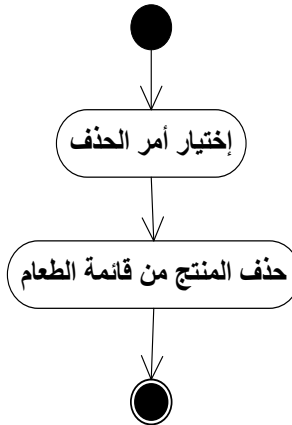 إختيار أمر الحذف
حذف المنتج من قائمة الطعام